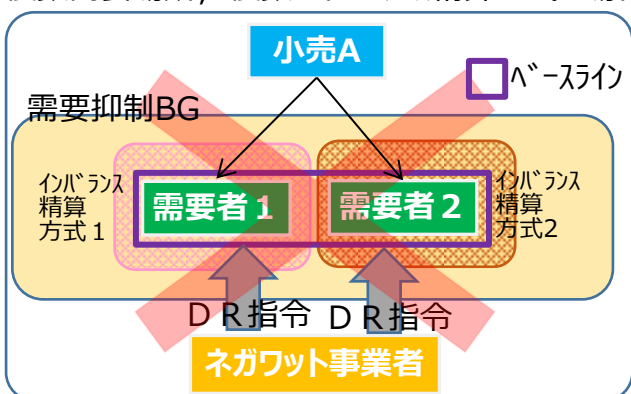 小売A
ﾍﾞｰｽﾗｲﾝ
需要抑制BG
ｲﾝﾊﾞﾗﾝｽ
精算
方式１
需要者１
需要者２
ｲﾝﾊﾞﾗﾝｽ
精算
方式2
ＤＲ指令 ＤＲ指令
ネガワット事業者